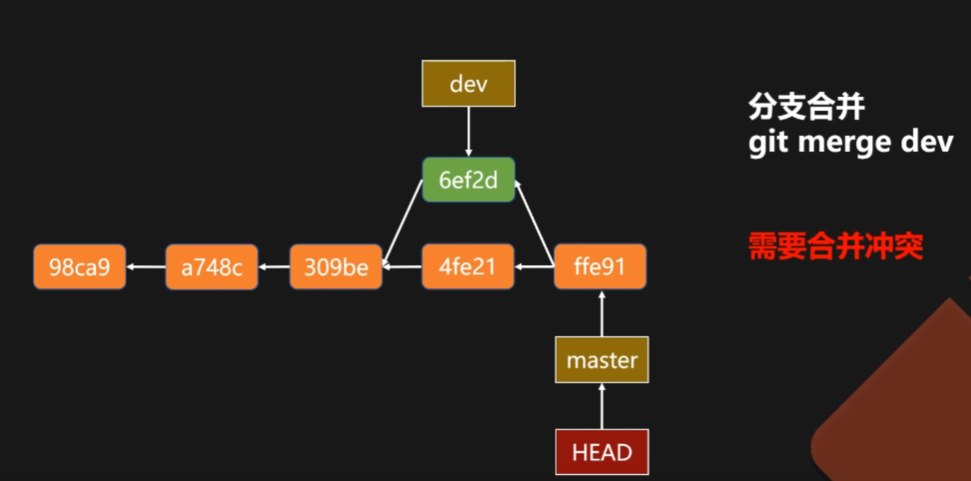 dev
分支合并
git merge dev
6ef2d
需要合并冲突
98ca9
a748c
309be
4fe21
ffe91
master
HEAD